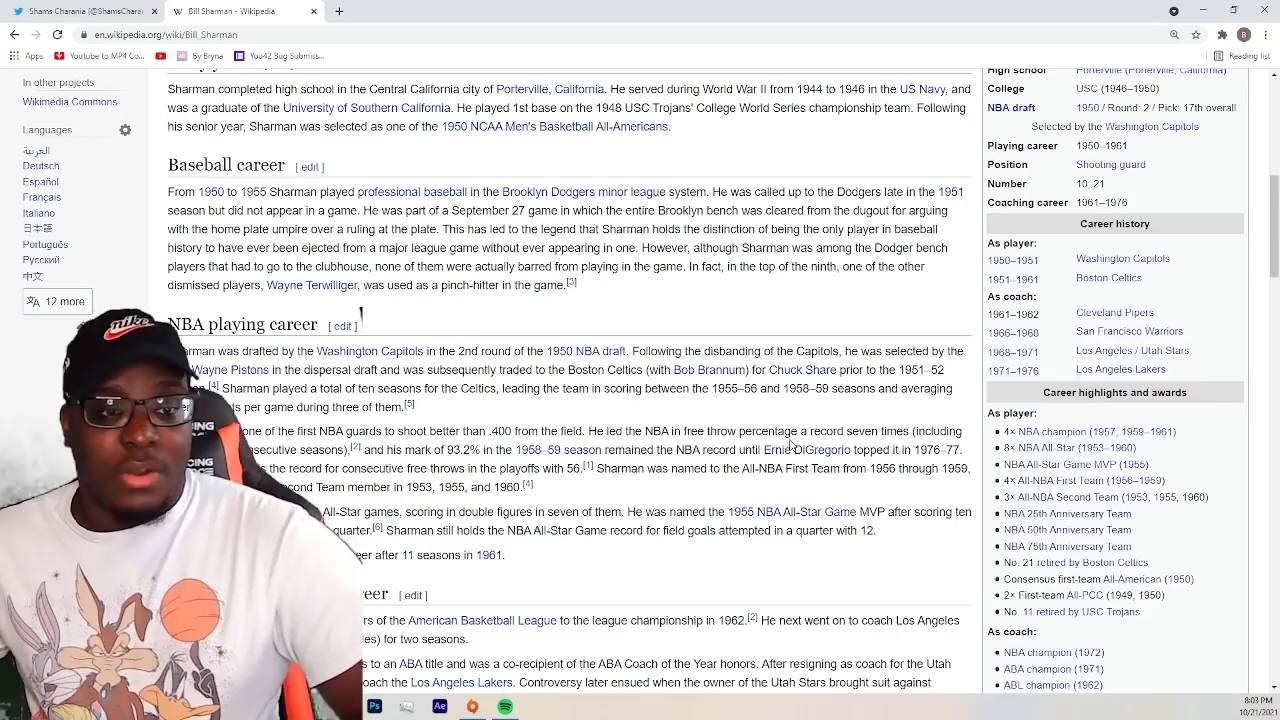 Shams Charania (@ShamsChara
Bill Sharman - Wikipedia
en.wikipedia.org/wiki/Bill_Sharman
Apps
Youtube to MP4 Co...
By Bryna
You42 Bug Submiss...
Reading list
In other projects
Wikimedia Commons
Languages
العربية
Deutsch
Español
Français
Italiano
日本語
Português
Русский
中文
12 more
Sharman completed high school in the Central California city of Porterville, California. He served during World War II from 1944 to 1946 in the US Navy, and
was a graduate of the University of Southern California. He played 1st base on the 1948 USC Trojans' College World Series championship team. Following
his senior year, Sharman was selected as one of the 1950 NCAA Men's Basketball All-Americans.
Baseball career [ edit ]
From 1950 to 1955 Sharman played professional baseball in the Brooklyn Dodgers minor league system. He was called up to the Dodgers late in the 1951
season but did not appear in a game. He was part of a September 27 game in which the entire Brooklyn bench was cleared from the dugout for arguing
with the home plate umpire over a ruling at the plate. This has led to the legend that Sharman holds the distinction of being the only player in baseball
history to have ever been ejected from a major league game without ever appearing in one. However, although Sharman was among the Dodger bench
players that had to go to the clubhouse, none of them were actually barred from playing in the game. In fact, in the top of the ninth, one of the other
dismissed players, Wayne Terwilliger, was used as a pinch-hitter in the game.[3]
NBA playing career [ edit ]
arman was drafted by the Washington Capitols in the 2nd round of the 1950 NBA draft. Following the disbanding of the Capitols, he was selected by the
Wayne Pistons in the dispersal draft and was subsequently traded to the Boston Celtics (with Bob Brannum) for Chuck Share prior to the 1951–52
[4] Sharman played a total of ten seasons for the Celtics, leading the team in scoring between the 1955–56 and 1958–59 seasons and averaging
ts per game during three of them.[5]
one of the first NBA guards to shoot better than .400 from the field. He led the NBA in free throw percentage a record seven times (including
secutive seasons),[2] and his mark of 93.2% in the 1958–59 season remained the NBA record until Ernie DiGregorio topped it in 1976–77.
s the record for consecutive free throws in the playoffs with 56.[1] Sharman was named to the All-NBA First Team from 1956 through 1959,
cond Team member in 1953, 1955, and 1960.[4]
All-Star games, scoring in double figures in seven of them. He was named the 1955 NBA All-Star Game MVP after scoring ten
quarter.[6] Sharman still holds the NBA All-Star Game record for field goals attempted in a quarter with 12.
eer after 11 seasons in 1961.
reer [ edit ]
rs of the American Basketball League to the league championship in 1962.[2] He next went on to coach Los Angeles
les) for two seasons.
s to an ABA title and was a co-recipient of the ABA Coach of the Year honors. After resigning as coach for the Utah
oach the Los Angeles Lakers. Controversy later ensued when the owner of the Utah Stars brought suit against
High school Porterville (Porterville, California)
College USC (1946–1950)
NBA draft 1950 / Round: 2 / Pick: 17th overall
Selected by the Washington Capitols
Playing career 1950–1961
Position Shooting guard
Number 10, 21
Coaching career 1961–1976
Career history
As player:
1950–1951 Washington Capitols
1951–1961 Boston Celtics
As coach:
1961–1962 Cleveland Pipers
1966–1968 San Francisco Warriors
1968–1971 Los Angeles / Utah Stars
1971–1976 Los Angeles Lakers
Career highlights and awards
As player:
4× NBA champion (1957, 1959–1961)
8× NBA All-Star (1953–1960)
NBA All-Star Game MVP (1955)
4× All-NBA First Team (1956–1959)
3× All-NBA Second Team (1953, 1955, 1960)
NBA 25th Anniversary Team
NBA 50th Anniversary Team
NBA 75th Anniversary Team
No. 21 retired by Boston Celtics
Consensus first-team All-American (1950)
2× First-team All-PCC (1949, 1950)
No. 11 retired by USC Trojans
As coach:
NBA champion (1972)
ABA champion (1971)
ABL champion (1962)
NIKE
ING
CING
Ps
Ae
8:03 PM
10/21/2021